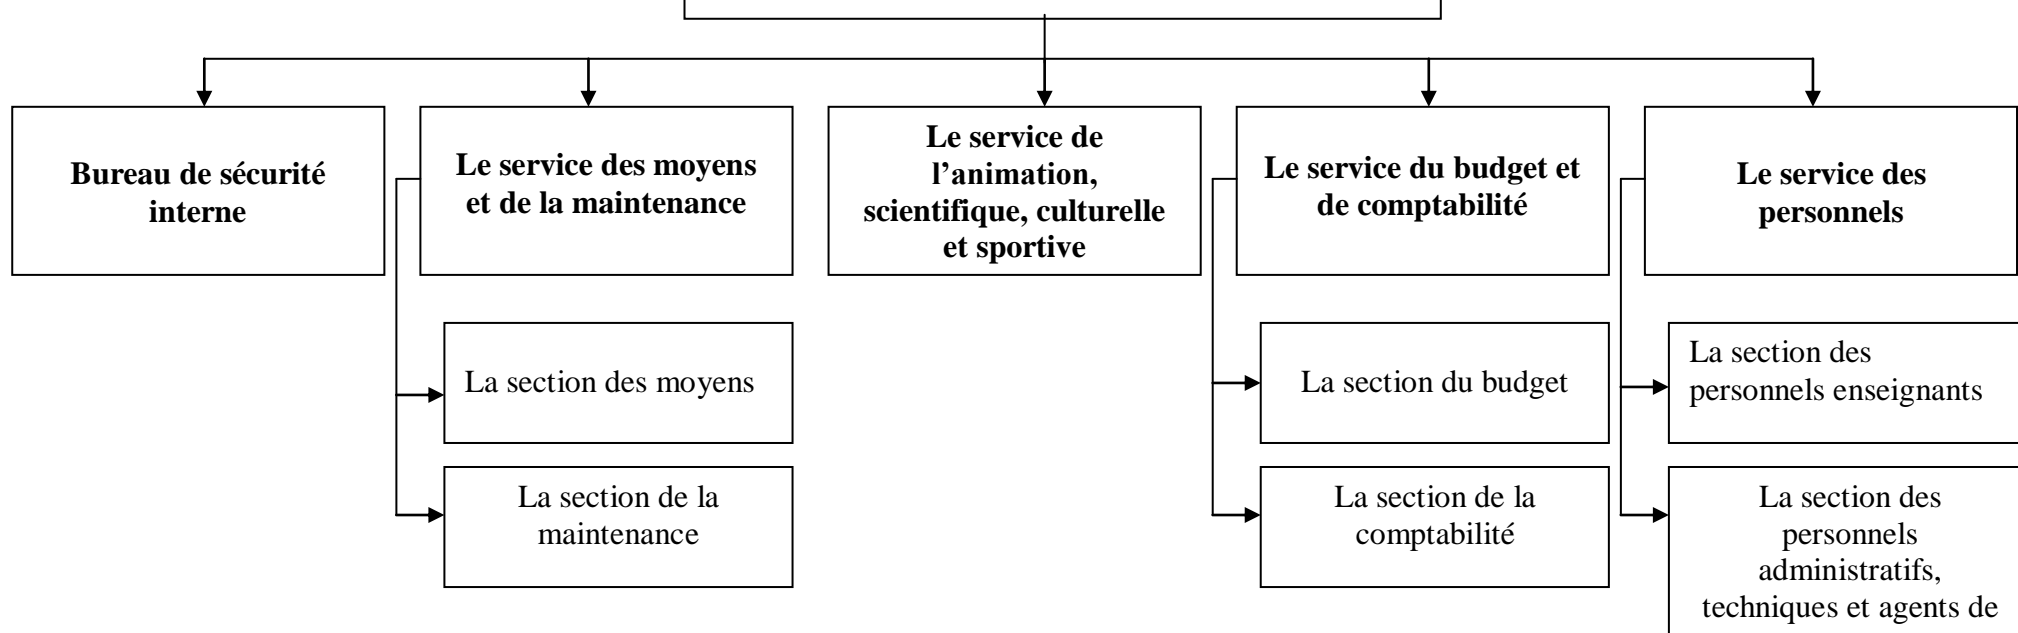 Bureau de sécurité
interne
Le service des moyens
et de la maintenance
Le service de
l’animation,
scientifique, culturelle
et sportive
Le service du budget et
de comptabilité
Le service des
personnels
La section des moyens
La section du budget
La section des
personnels enseignants
La section de la
maintenance
La section de la
comptabilité
La section des
personnels
administratifs,
techniques et agents de